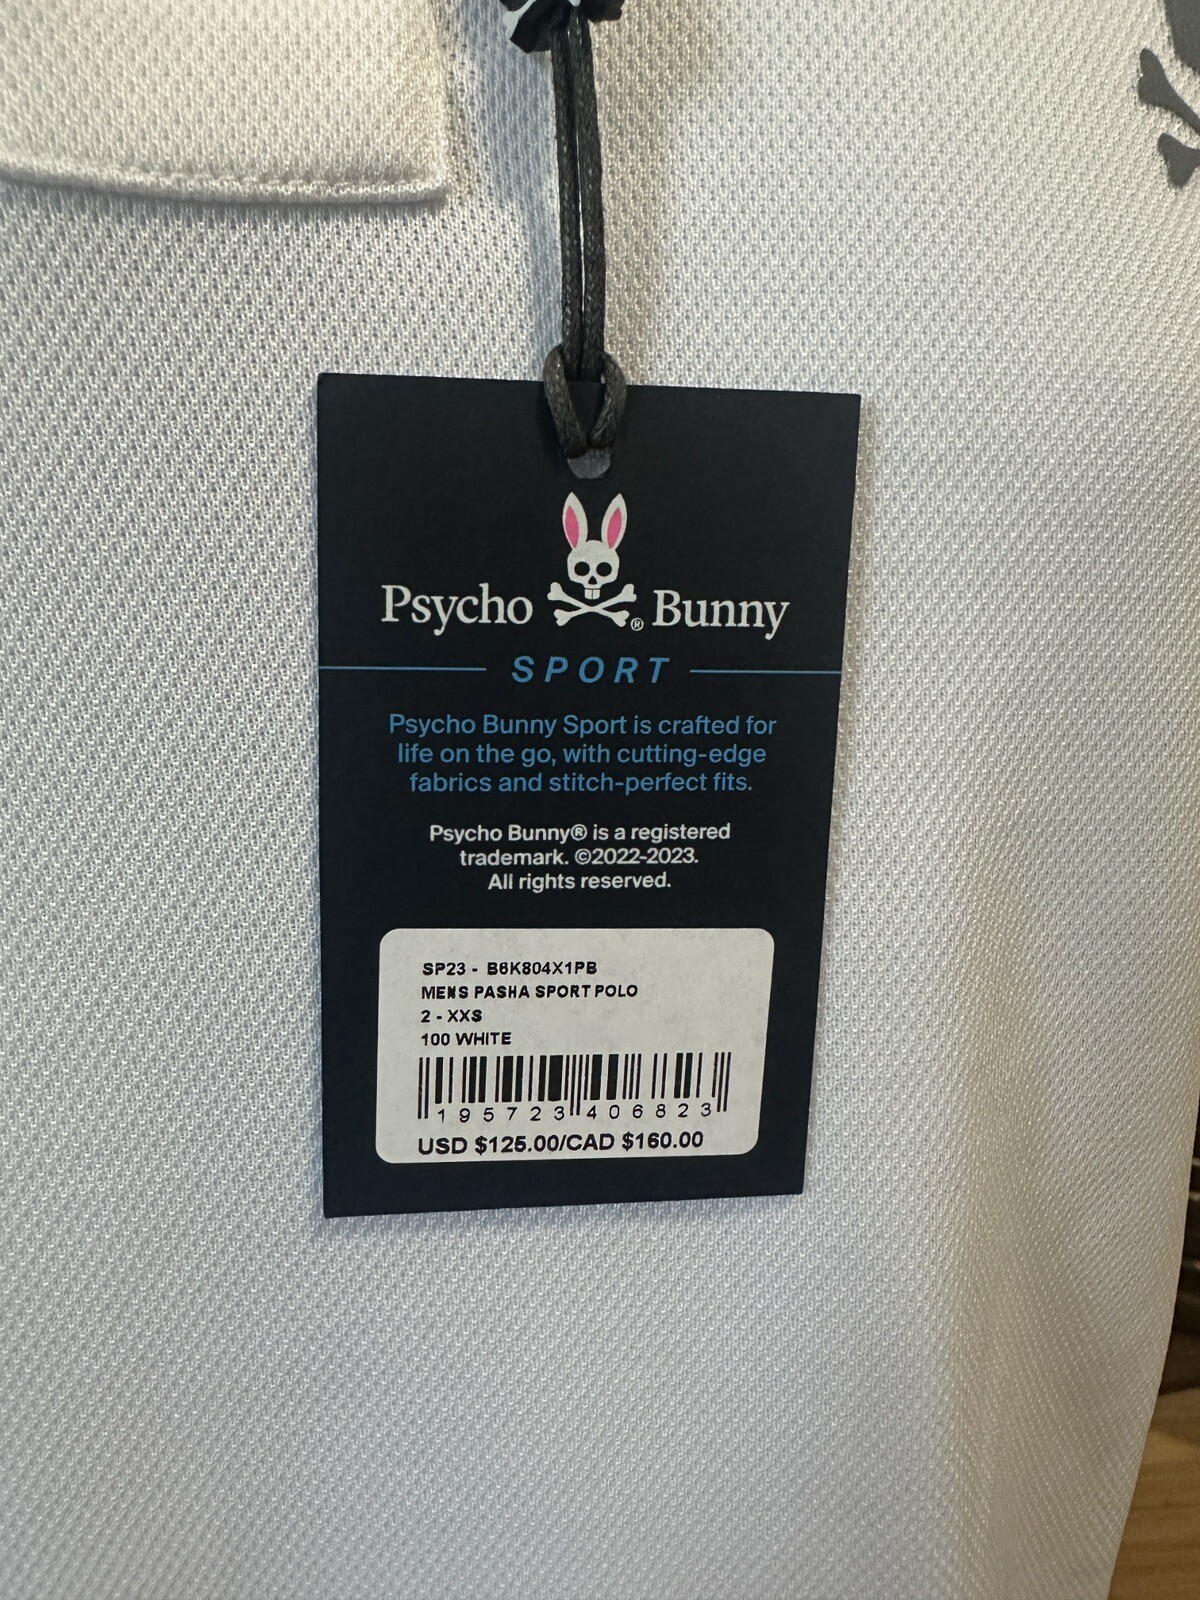 Psycho Bunny
®
SPORT
Psycho Bunny Sport is crafted for
life on the go, with cutting-edge
fabrics and stitch-perfect fits.
Psycho Bunny® is a registered
trademark. ©2022-2023.
All rights reserved.
SP23 - B6K804X1PB
MENS PASHA SPORT POLO
2 - XXS
100 WHITE
195723 406823
USD $125.00/CAD $160.00